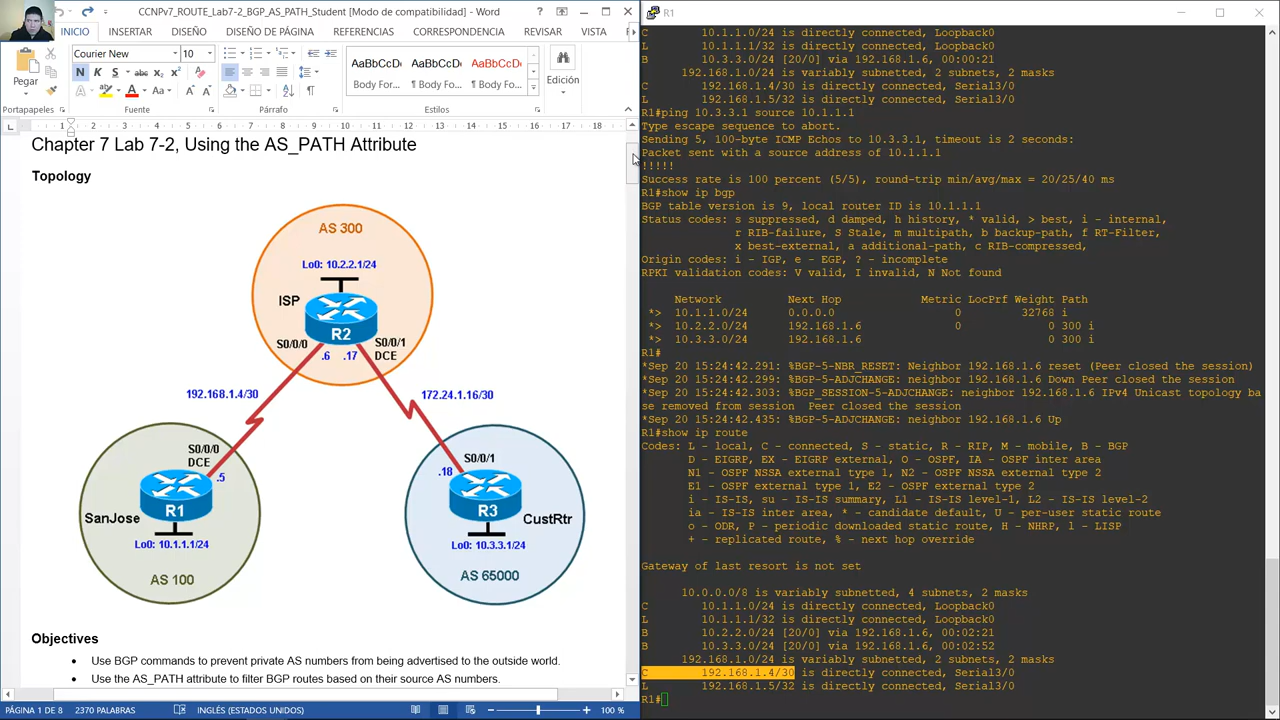 CCNPv7_ROUTE_Lab7-2_BGP_AS_PATH_Student [Modo de compatibilidad] - Word
INICIO INSERTAR DISEÑO DISEÑO DE PÁGINA REFERENCIAS CORRESPONDENCIA REVISAR VISTA
Courier New 10
Pegar
N K S abc x₂ x²
AaBbCcD AaBbCcD AaBbCcD
¶ Body For... ¶ Body For... ¶ Body For...
Edición
Portapapeles Fuente Párrafo Estilos
1 2 3 4 5 6 7 8 9 10 11 12 13 14 15 16 17 18
Chapter 7 Lab 7-2, Using the AS_PATH Attribute
Topology
AS 300
Lo0: 10.2.2.1/24
ISP
R2
S0/0/0
S0/0/1
DCE
.6 .17
192.168.1.4/30
172.24.1.16/30
S0/0/0
DCE
.5
S0/0/1
.18
R1
SanJose
R3
CustRtr
Lo0: 10.1.1.1/24
Lo0: 10.3.3.1/24
AS 100
AS 65000
Objectives
• Use BGP commands to prevent private AS numbers from being advertised to the outside world.
• Use the AS_PATH attribute to filter BGP routes based on their source AS numbers.
PÁGINA 1 DE 8 2370 PALABRAS INGLÉS (ESTADOS UNIDOS) 100 %
R1
C 10.1.1.0/24 is directly connected, Loopback0
L 10.1.1.1/32 is directly connected, Loopback0
B 10.3.3.0 [20/0] via 192.168.1.6, 00:00:21
192.168.1.0/24 is variably subnetted, 2 subnets, 2 masks
C 192.168.1.4/30 is directly connected, Serial3/0
L 192.168.1.5/32 is directly connected, Serial3/0
R1#ping 10.3.3.1 source 10.1.1.1
Type escape sequence to abort.
Sending 5, 100-byte ICMP Echos to 10.3.3.1, timeout is 2 seconds:
Packet sent with a source address of 10.1.1.1
!!!!!
Success rate is 100 percent (5/5), round-trip min/avg/max = 20/25/40 ms
R1#show ip bgp
BGP table version is 9, local router ID is 10.1.1.1
Status codes: s suppressed, d damped, h history, * valid, > best, i - internal,
r RIB-failure, S Stale, m multipath, b backup-path, f RT-Filter,
x best-external, a additional-path, c RIB-compressed,
Origin codes: i - IGP, e - EGP, ? - incomplete
RPKI validation codes: V valid, I invalid, N Not found
Network Next Hop Metric LocPrf Weight Path
*> 10.1.1.0/24 0.0.0.0 0 32768 i
*> 10.2.2.0/24 192.168.1.6 0 0 300 i
*> 10.3.3.0/24 192.168.1.6 0 300 i
R1#
*Sep 20 15:24:42.291: %BGP-5-NBR_RESET: Neighbor 192.168.1.6 reset (Peer closed the session)
*Sep 20 15:24:42.299: %BGP-5-ADJCHANGE: neighbor 192.168.1.6 Down Peer closed the session
*Sep 20 15:24:42.303: %BGP_SESSION-5-ADJCHANGE: neighbor 192.168.1.6 IPv4 Unicast topology ba
se removed from session Peer closed the session
*Sep 20 15:24:42.435: %BGP-5-ADJCHANGE: neighbor 192.168.1.6 Up
R1#show ip route
Codes: L - local, C - connected, S - static, R - RIP, M - mobile, B - BGP
D - EIGRP, EX - EIGRP external, O - OSPF, IA - OSPF inter area
N1 - OSPF NSSA external type 1, N2 - OSPF NSSA external type 2
E1 - OSPF external type 1, E2 - OSPF external type 2
i - IS-IS, su - IS-IS summary, L1 - IS-IS level-1, L2 - IS-IS level-2
ia - IS-IS inter area, * - candidate default, U - per-user static route
o - ODR, P - periodic downloaded static route, H - NHRP, l - LISP
+ - replicated route, % - next hop override
Gateway of last resort is not set
10.0.0.0/8 is variably subnetted, 4 subnets, 2 masks
C 10.1.1.0/24 is directly connected, Loopback0
L 10.1.1.1/32 is directly connected, Loopback0
B 10.2.2.0/24 [20/0] via 192.168.1.6, 00:02:21
B 10.3.3.0/24 [20/0] via 192.168.1.6, 00:02:52
192.168.1.0/24 is variably subnetted, 2 subnets, 2 masks
C 192.168.1.4/30 is directly connected, Serial3/0
L 192.168.1.5/32 is directly connected, Serial3/0
R1#